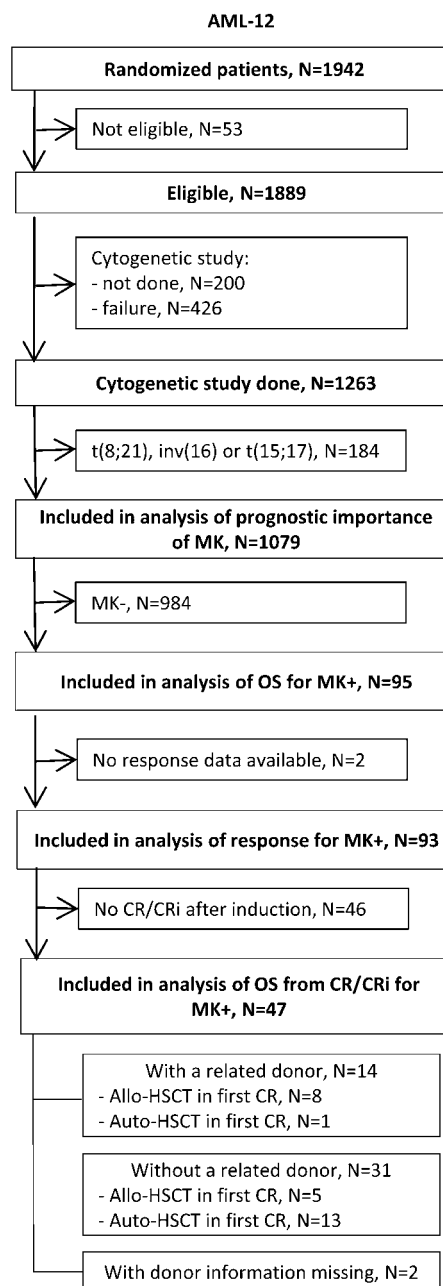 AML-12
Randomized patients, N=1942
Not eligible, N=53
Eligible, N=1889
Cytogenetic study:
- not done, N=200
- failure, N=426
Cytogenetic study done, N=1263
t(8;21), inv(16) or t(15;17), N=184
Included in analysis of prognostic importance
of MK, N=1079
MK-, N=984
Included in analysis of OS for MK+, N=95
No response data available, N=2
Included in analysis of response for MK+, N=93
No CR/CRi after induction, N=46
Included in analysis of OS from CR/CRi for
MK+, N=47
With a related donor, N=14
- Allo-HSCT in first CR, N=8
- Auto-HSCT in first CR, N=1
Without a related donor, N=31
- Allo-HSCT in first CR, N=5
- Auto-HSCT in first CR, N=13
With donor information missing, N=2